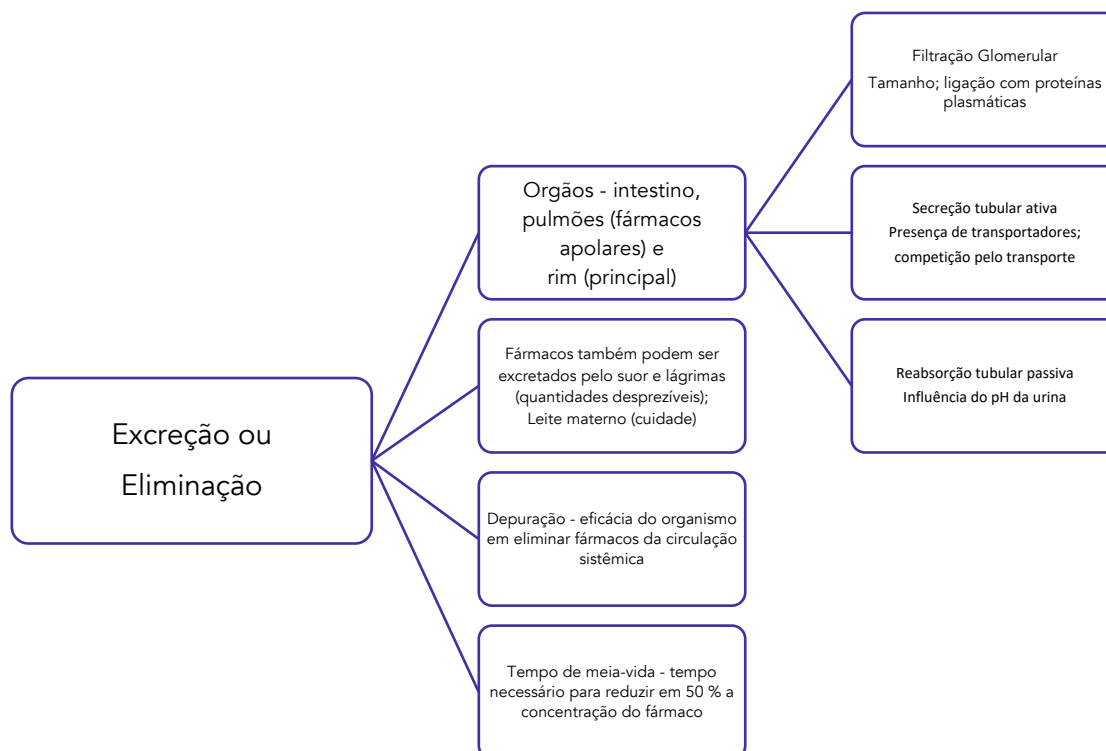 Excreção ou
Eliminação
Orgãos - intestino,
pulmões (fármacos
apolares) e
rim (principal)
Filtração Glomerular
Tamanho; ligação com proteínas
plasmáticas
Secreção tubular ativa
Presença de transportadores;
competição pelo transporte
Reabsorção tubular passiva
Influência do pH da urina
Fármacos também podem ser
excretados pelo suor e lágrimas
(quantidades desprezíveis);
Leite materno (cuidade)
Depuração - eficácia do organismo
em eliminar fármacos da circulação
sistêmica
Tempo de meia-vida - tempo
necessário para reduzir em 50 % a
concentração do fármaco